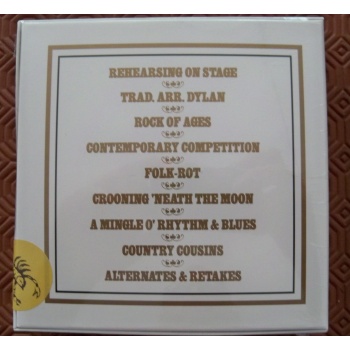 REHEARSING ON STAGE
TRAD. ARR. DYLAN
ROCK OF AGES
CONTEMPORARY COMPETITION
FOLK-ROT
CROONING 'NEATH THE MOON
A MINGLE O' RHYTHM & BLUES
COUNTRY COUSINS
ALTERNATES & RETAKES